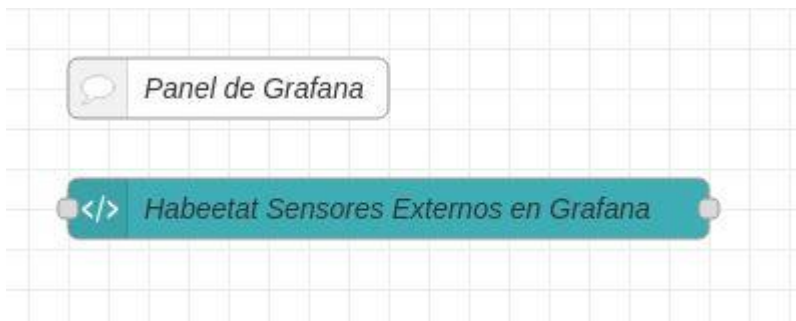 Panel de Grafana
</> Habeetat Sensores Externos en Grafana